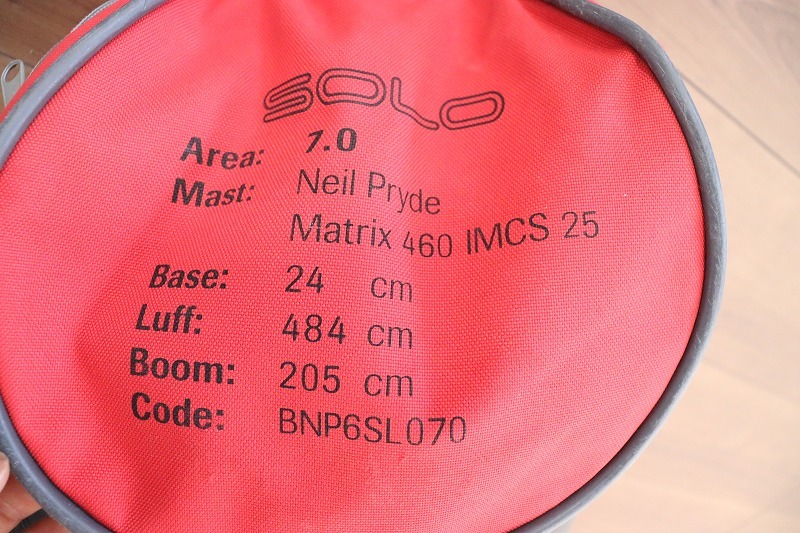 SOLO
Area: 7.0
Mast: Neil Pryde
Matrix 460 IMCS 25
Base: 24 cm
Luff: 484 cm
Boom: 205 cm
Code: BNP6SL070